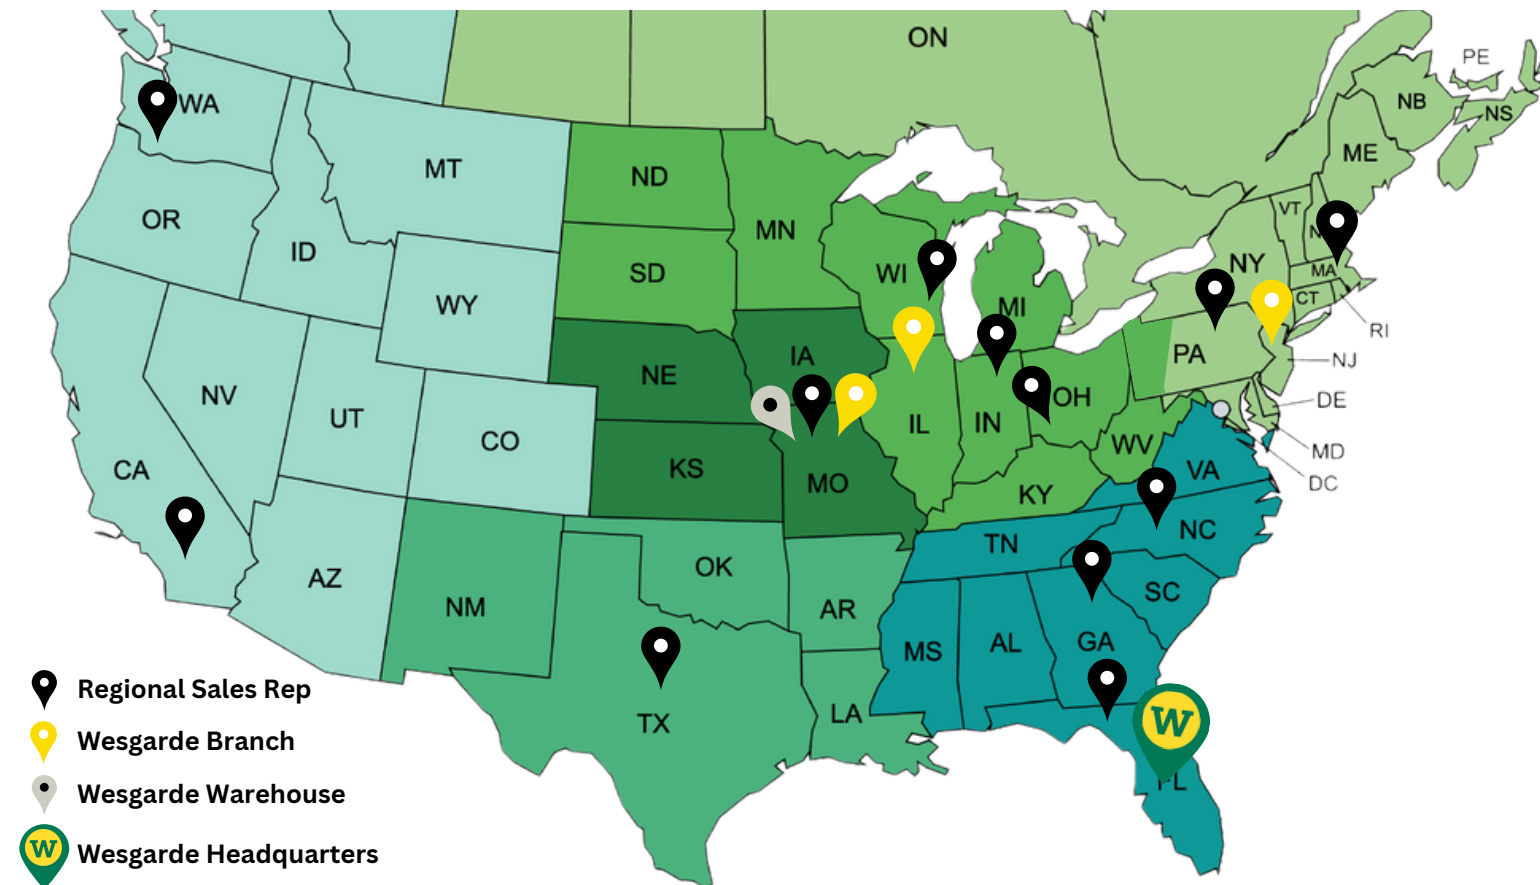 ON
PE
NB
NS
WA
ME
MT
ND
VT
OR
MN
N
ID
NY
SD
WI
MA
WY
MI
CT
RI
IA
PA
NE
NJ
NV
OH
DE
UT
IL
IN
CO
WV
MD
CA
KS
VA
DC
MO
KY
NC
TN
OK
AZ
SC
NM
AR
GA
AL
MS
Regional Sales Rep
LA
TX
W
Wesgarde Branch
FL
Wesgarde Warehouse
W
Wesgarde Headquarters